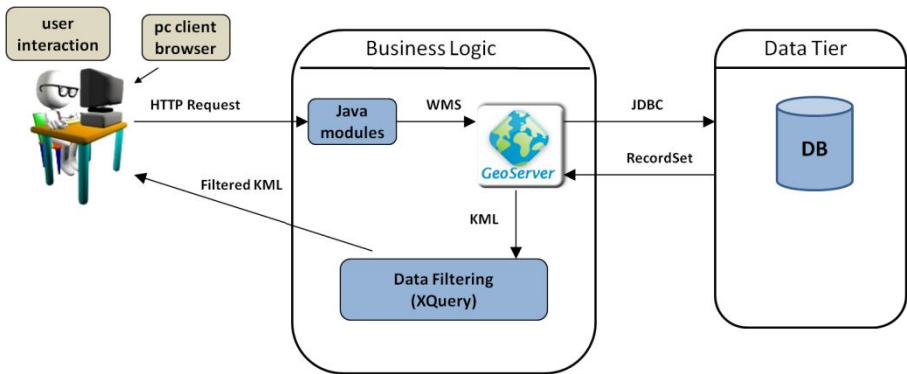 user
interaction
pc client
browser
Business Logic
Data Tier
HTTP Request
Java
modules
WMS
GeoServer
JDBC
RecordSet
DB
Filtered KML
KML
Data Filtering
(XQuery)